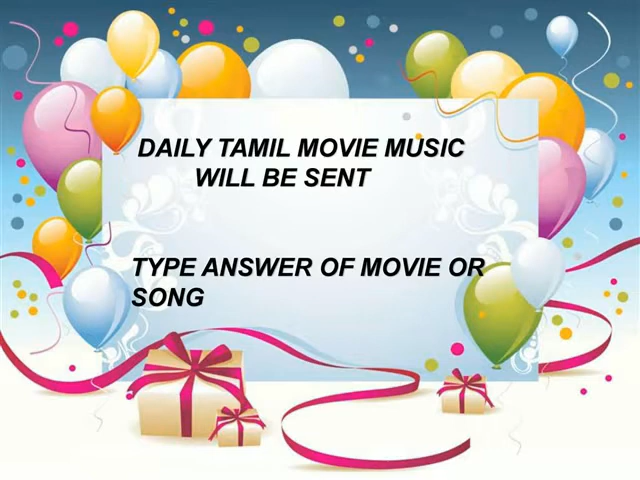 DAILY TAMIL MOVIE MUSIC
WILL BE SENT
TYPE ANSWER OF MOVIE OR
SONG